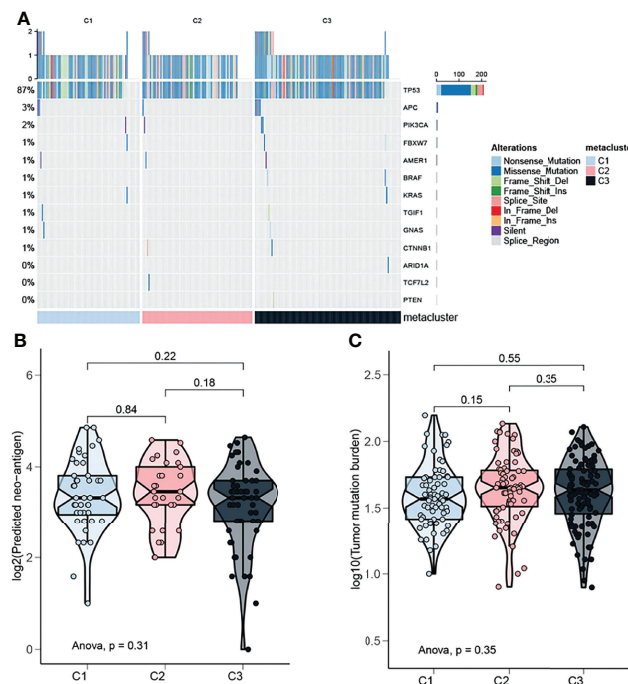 A
C1 C2 C3
2
1
0
0 100 200
87% TP53
3% APC
2% PIK3CA
1% FBXW7
1% AMER1
1% BRAF
1% KRAS
1% TGIF1
1% GNAS
1% CTNNB1
0% ARID1A
0% TCF7L2
0% PTEN
metacluster
Alterations
Nonsense_Mutation
Missense_Mutation
Frame_Shift_Del
Frame_Shift_Ins
Splice_Site
In_Frame_Del
In_Frame_Ins
Silent
Splice_Region
metacluster
C1
C2
C3
B
log2(Predicted neo-antigen)
6
4
2
0
0.22
0.18
0.84
Anova, p = 0.31
C1 C2 C3
C
log10(Tumor mutation burden)
2.5
2.0
1.5
1.0
0.5
0.55
0.35
0.15
Anova, p = 0.35
C1 C2 C3